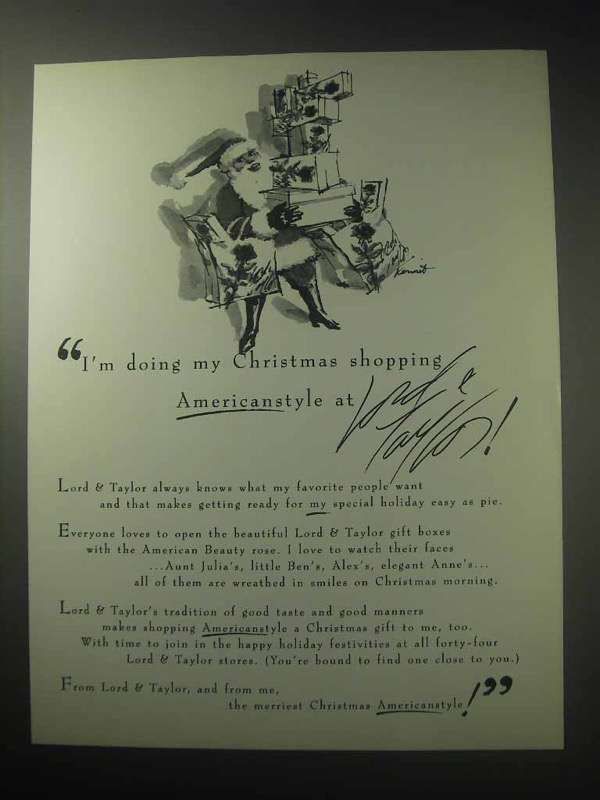 Kennit
“I'm doing my Christmas shopping
Americanstyle at Lord & Taylor!
Lord & Taylor always knows what my favorite people want
and that makes getting ready for my special holiday easy as pie.
Everyone loves to open the beautiful Lord & Taylor gift boxes
with the American Beauty rose. I love to watch their faces
...Aunt Julia's, little Ben's, Alex's, elegant Anne's...
all of them are wreathed in smiles on Christmas morning.
Lord & Taylor's tradition of good taste and good manners
makes shopping Americanstyle a Christmas gift to me, too.
With time to join in the happy holiday festivities at all forty-four
Lord & Taylor stores. (You're bound to find one close to you.)
From Lord & Taylor, and from me,
the merriest Christmas Americanstyle!”